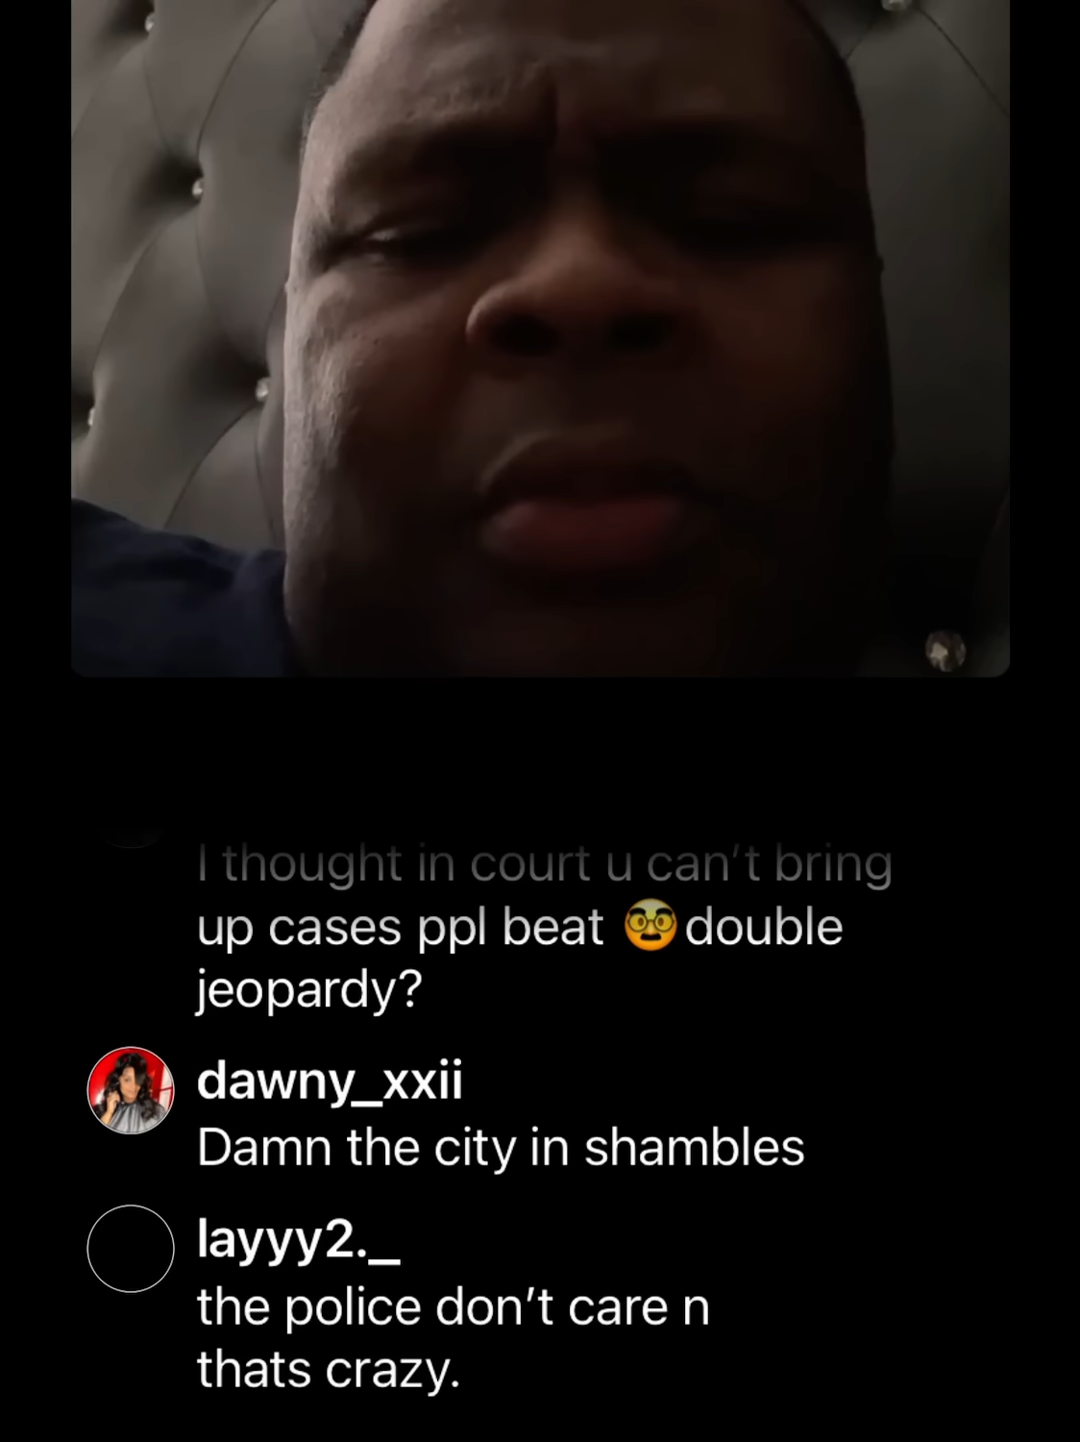 I thought in court u can't bring
up cases ppl beat 🥸 double
jeopardy?
dawny_xxii
Damn the city in shambles
layyy2._
the police don't care n
thats crazy.